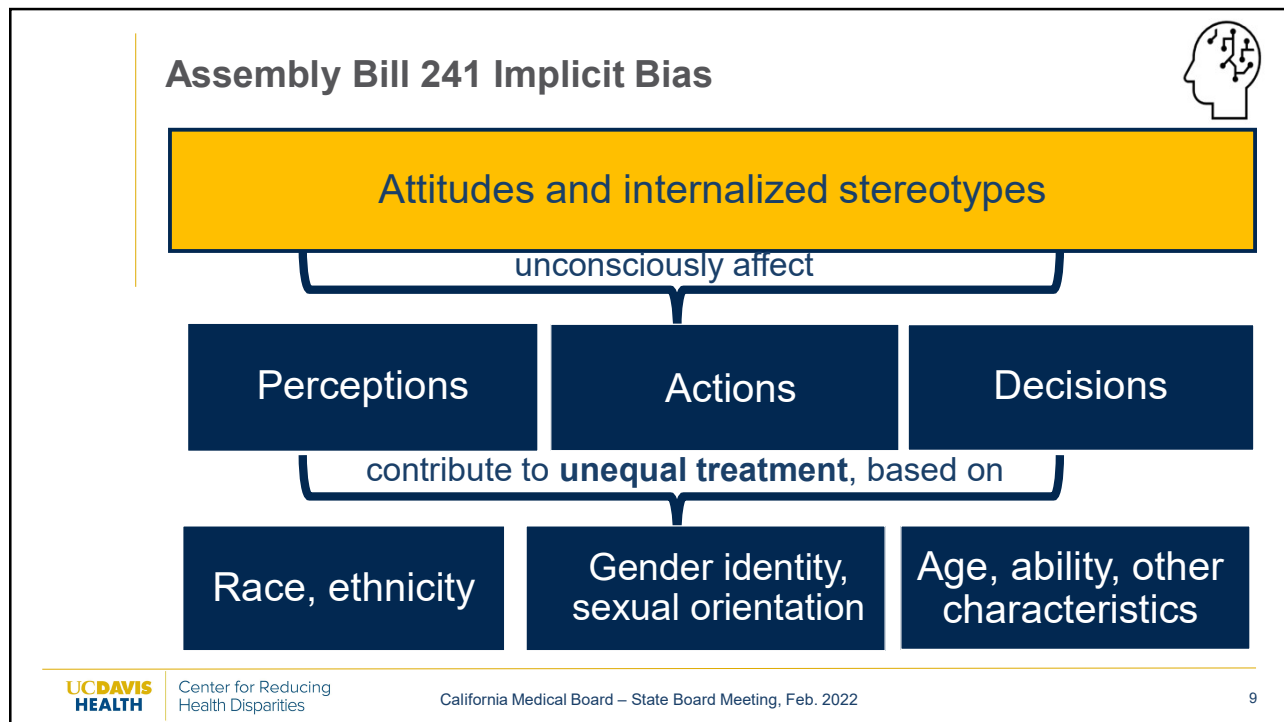 Assembly Bill 241 Implicit Bias
Attitudes and internalized stereotypes
unconsciously affect
Perceptions
Actions
Decisions
contribute to unequal treatment, based on
Race, ethnicity
Gender identity,
sexual orientation
Age, ability, other
characteristics
UCDAVIS
HEALTH
Center for Reducing
Health Disparities
California Medical Board – State Board Meeting, Feb. 2022
9